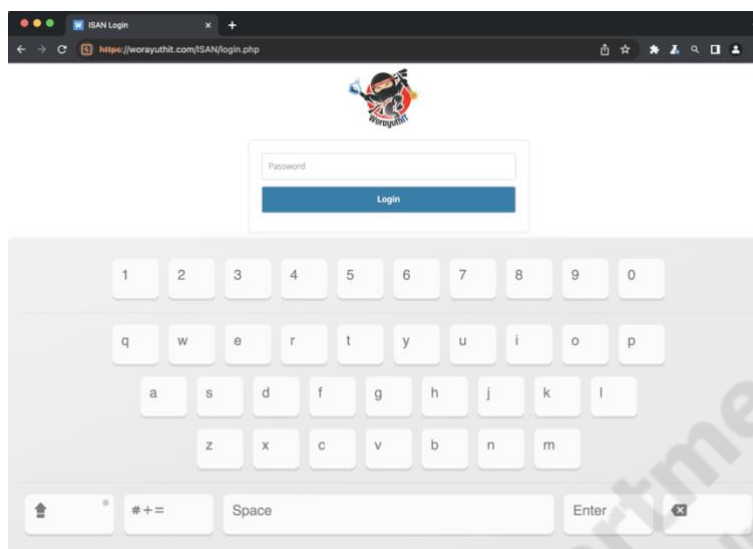 ISAN Login
https://worayuthit.com/ISAN/login.php
WorayuthIT
Password
Login
1 2 3 4 5 6 7 8 9 0
q w e r t y u i o p
a s d f g h j k l
z x c v b n m
#+= Space Enter